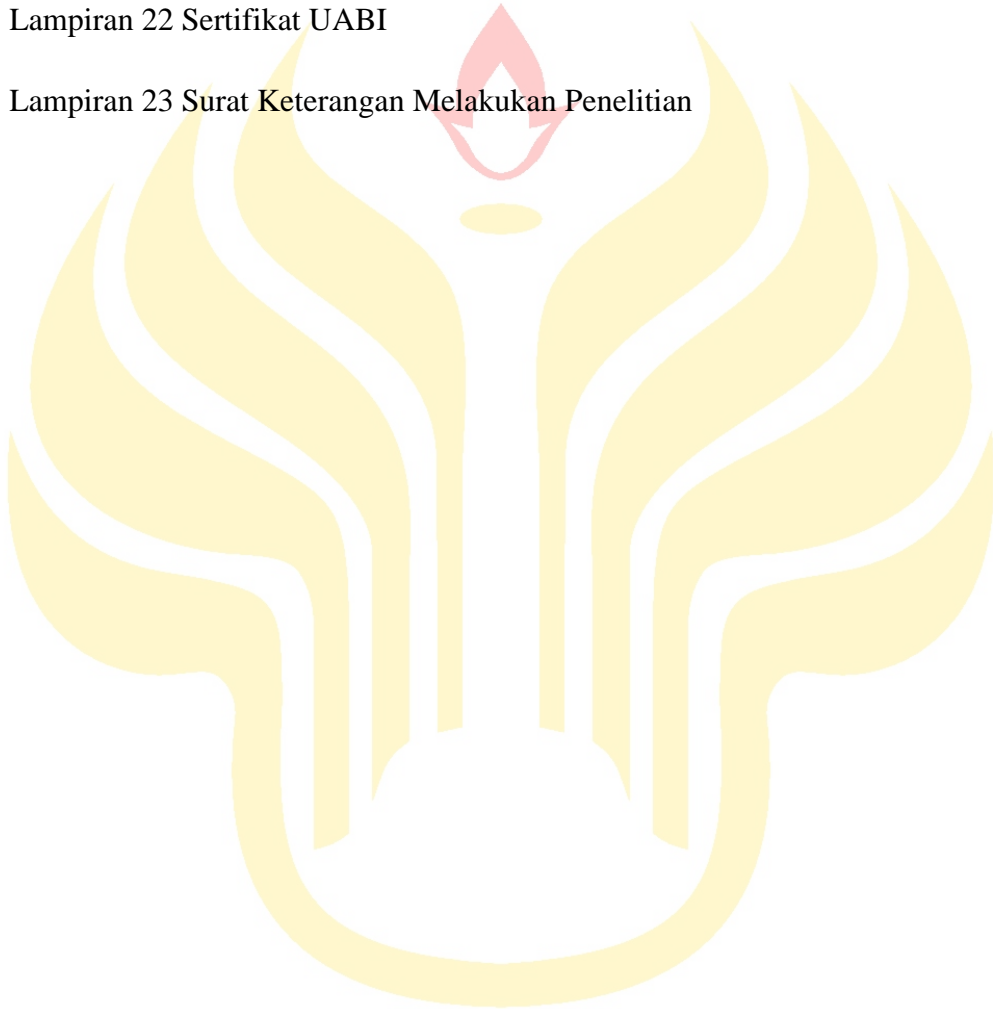 Lampiran 22 Sertifikat UABI
Lampiran 23 Surat Keterangan Melakukan Penelitian